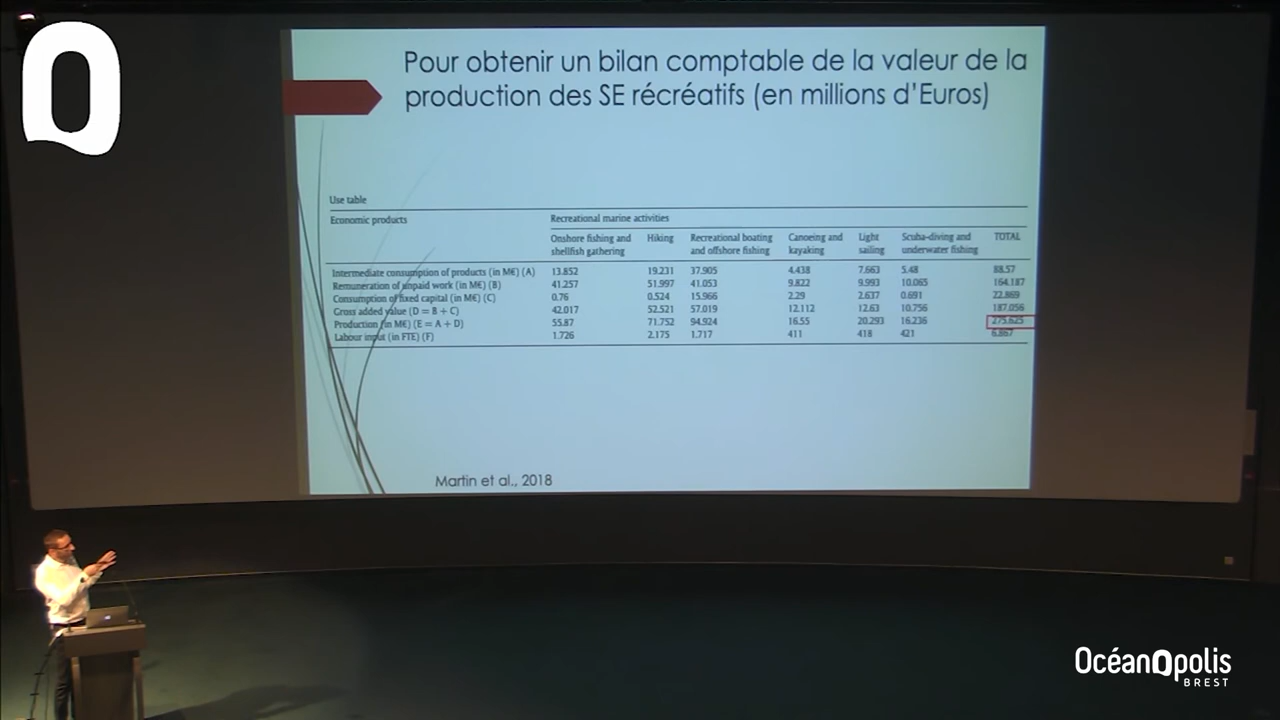 Pour obtenir un bilan comptable de la valeur de la
production des SE récréatifs (en millions d'Euros)
Use table
Economic products Recreational marine activities
Onshore fishing and shellfish gathering Hiking Recreational boating and offshore fishing Canoeing and kayaking Light sailing Scuba-diving and underwater fishing TOTAL
Intermediate consumption of products (in M€) (A) 13.852 19.231 37.905 4.438 7.663 5.48 88.57
Remuneration of unpaid work (in M€) (B) 41.257 51.997 41.053 9.822 9.993 10.065 164.187
Consumption of fixed capital (in M€) (C) 0.76 0.524 15.966 2.29 2.637 0.691 22.869
Gross added value (D = B + C) 42.017 52.521 57.019 12.112 12.63 10.756 187.056
Production (in M€) (E = A + D) 55.87 71.752 94.924 16.55 20.293 16.236 275.625
Labour input (in FTE) (F) 1.726 2.175 1.717 411 418 421 6.867
Martin et al., 2018
OcéanOpolis
BREST